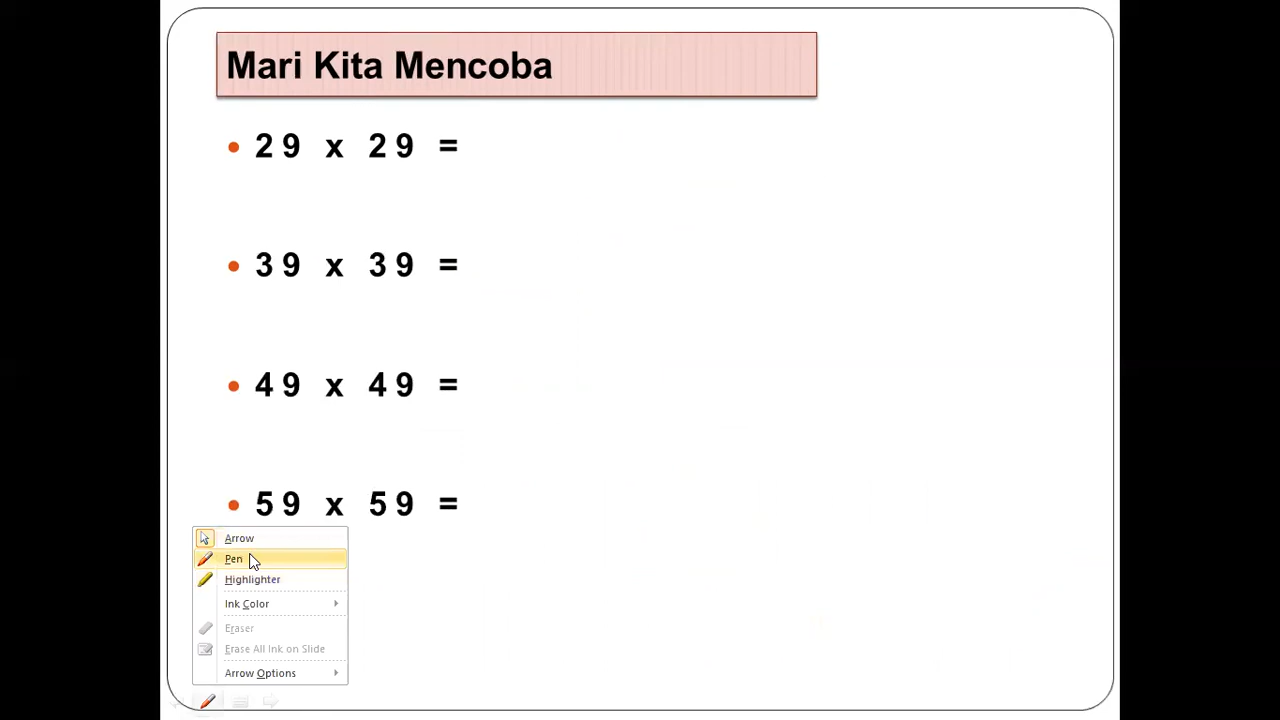 Mari Kita Mencoba
• 29 x 29 =
• 39 x 39 =
• 49 x 49 =
• 59 x 59 =
Arrow
Pen
Highlighter
Ink Color
Eraser
Erase All Ink on Slide
Arrow Options